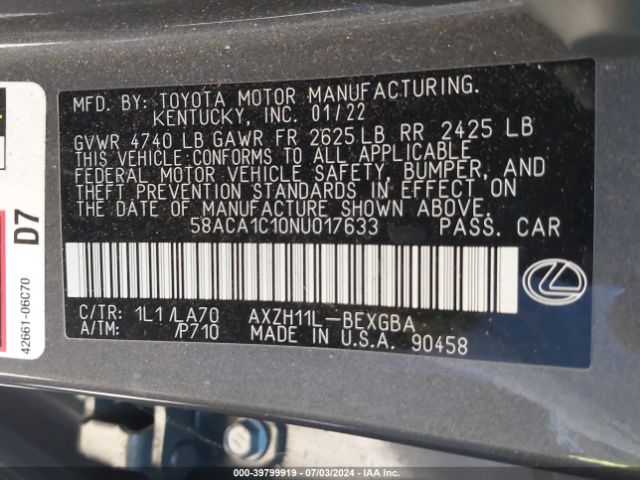 MFD. BY: TOYOTA MOTOR MANUFACTURING.
KENTUCKY, INC. 01/22
GVWR 4740 LB GAWR FR 2625 LB RR 2425 LB
THIS VEHICLE CONFORMS TO ALL APPLICABLE
FEDERAL MOTOR VEHICLE SAFETY, BUMPER, AND
THEFT PREVENTION STANDARDS IN EFFECT ON
THE DATE OF MANUFACTURE SHOWN ABOVE.
58ACA1C10NU017633 PASS. CAR
C/TR: 1L1/LA70 AXZH11L-BEXGBA
A/TM: /P710 MADE IN U.S.A. 90458
D7
42661-06C70
000-39799919 - 07/03/2024 - IAA Inc.